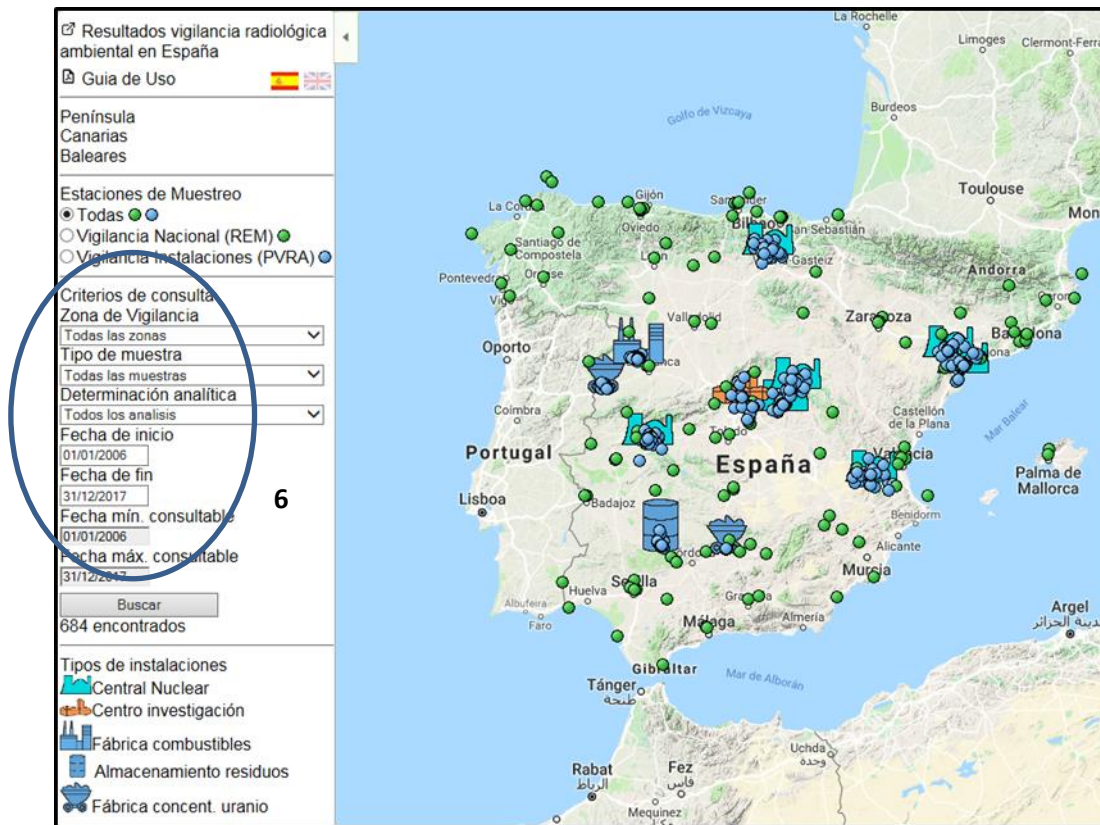 Resultados vigilancia radiológica
ambiental en España
Guia de Uso
Península
Canarias
Baleares
Estaciones de Muestreo
Todas
Vigilancia Nacional (REM)
Vigilancia Instalaciones (PVRA)
Criterios de consulta
Zona de Vigilancia
Todas las zonas
Tipo de muestra
Todas las muestras
Determinación analítica
Todos los analisis
Fecha de inicio
01/01/2006
Fecha de fin
31/12/2017
Fecha mín. consultable
01/01/2006
Fecha máx. consultable
31/12/2017
Buscar
684 encontrados
Tipos de instalaciones
Central Nuclear
Centro investigación
Fábrica combustibles
Almacenamiento residuos
Fábrica concent. uranio
6
La Rochelle
Limoges
Clermont-Ferra
Burdeos
Golfo de Vizcaya
Toulouse
Mon
Gijón
La Co
Oviedo
San
Bilbao
San Sebastián
Santiago de
Compostela
León
Gasteiz
Andorra
Pontevedra
Vigo
Valladolid
Zaragoza
Oporto
Coimbra
Castellón
de la Plana
Mar Balear
Portugal
Toledo
España
Palma de
Mallorca
Lisboa
Badajoz
Benidorm
Alicante
Murcia
Sevilla
Huelva
Albufeira
Faro
Granada
Almería
Málaga
Argel
مدينة الجزائر
Gibraltar
Mar de Alborán
Tánger
طنجة
Uchda
وجدة
Rabat
الرباط
Fez
فاس
Mequinez